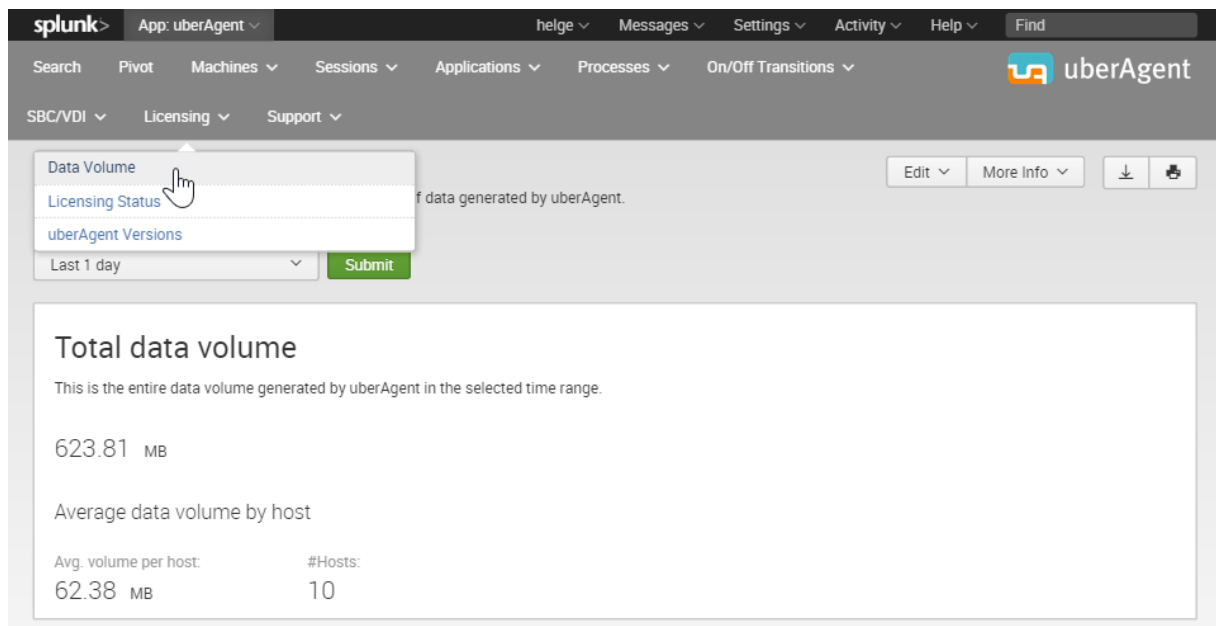 splunk> App: uberAgent helge Messages Settings Activity Help Find
Search Pivot Machines Sessions Applications Processes On/Off Transitions uberAgent
SBC/VDI Licensing Support
Data Volume Edit More Info
Licensing Status f data generated by uberAgent.
uberAgent Versions
Last 1 day Submit
Total data volume
This is the entire data volume generated by uberAgent in the selected time range.
623.81 MB
Average data volume by host
Avg. volume per host: #Hosts:
62.38 MB 10